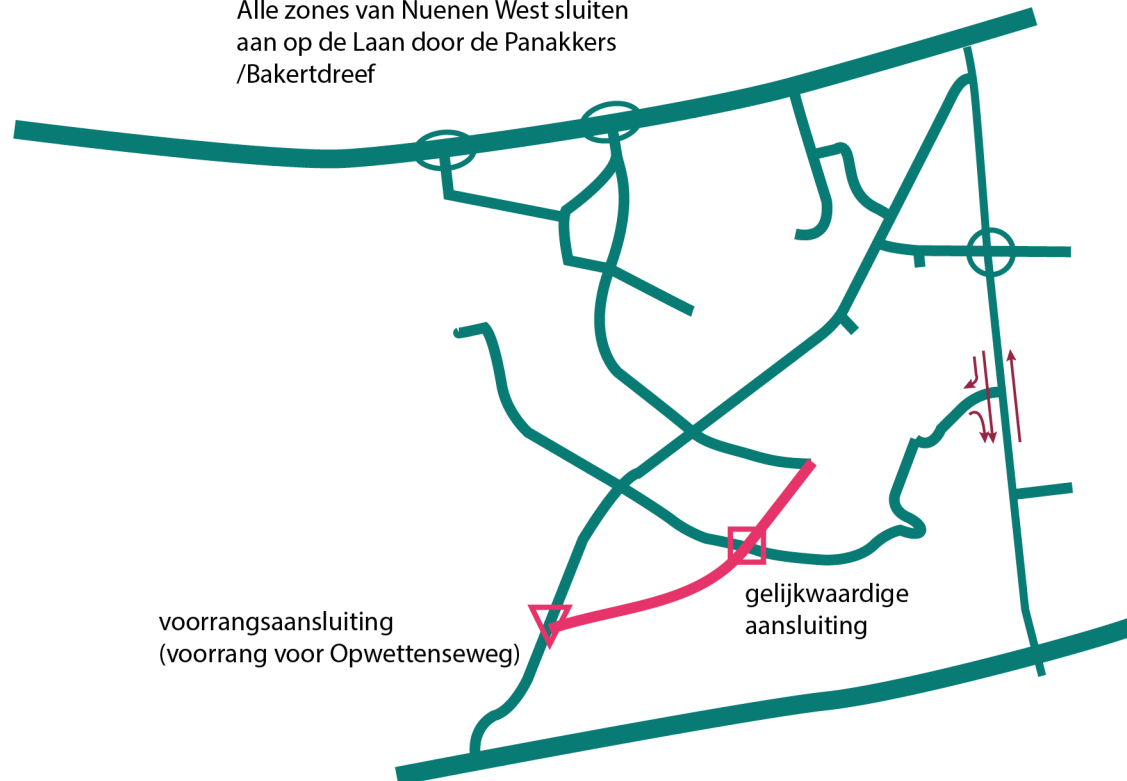 Alle zones van Nuenen West sluiten
aan op de Laan door de Panakkers
/Bakertdreef
voorrangsaansluiting
(voorrang voor Opwettenseweg)
gelijkwaardige
aansluiting